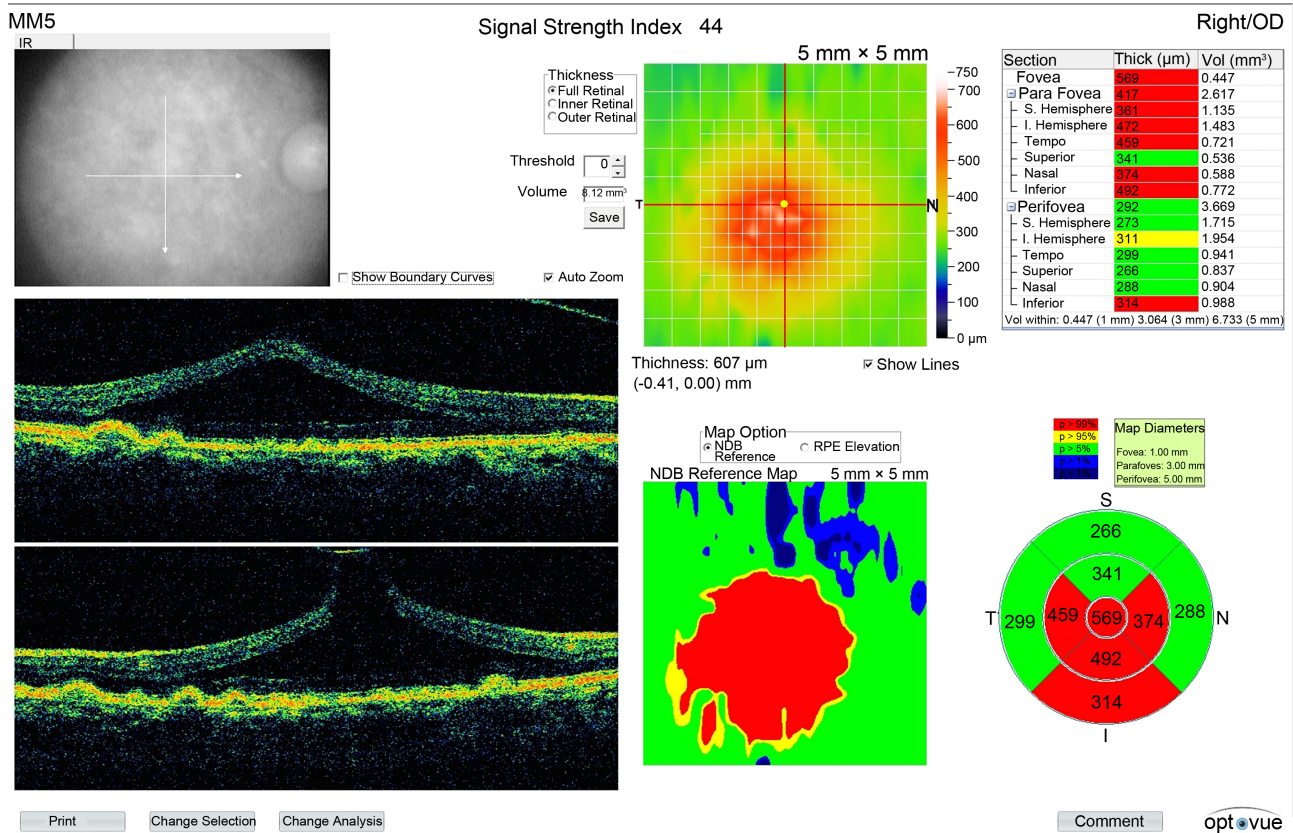 MM5
Signal Strength Index 44
Right/OD
IR
5 mm × 5 mm
Thickness
Full Retinal
Inner Retinal
Outer Retinal
Threshold 0
Volume 8.12 mm³
Save
Show Boundary Curves
Auto Zoom
T
N
750
700
600
500
400
300
200
100
0 µm
Thickness: 607 µm
(-0.41, 0.00) mm
Show Lines
Section Thick (µm) Vol (mm³)
Fovea 569 0.447
Para Fovea 417 2.617
S. Hemisphere 361 1.135
I. Hemisphere 472 1.483
Tempo 459 0.721
Superior 341 0.536
Nasal 374 0.588
Inferior 492 0.772
Perifovea 292 3.669
S. Hemisphere 273 1.715
I. Hemisphere 311 1.954
Tempo 299 0.941
Superior 266 0.837
Nasal 288 0.904
Inferior 314 0.988
Vol within: 0.447 (1 mm) 3.064 (3 mm) 6.733 (5 mm)
Map Option
NDB Reference
RPE Elevation
NDB Reference Map 5 mm × 5 mm
p > 99%
p > 95%
p > 5%
Map Diameters
Fovea: 1.00 mm
Parafoves: 3.00 mm
Perifovea: 5.00 mm
S
266
341
T 299 459 569 374 288 N
492
314
I
Print
Change Selection
Change Analysis
Comment
optovue